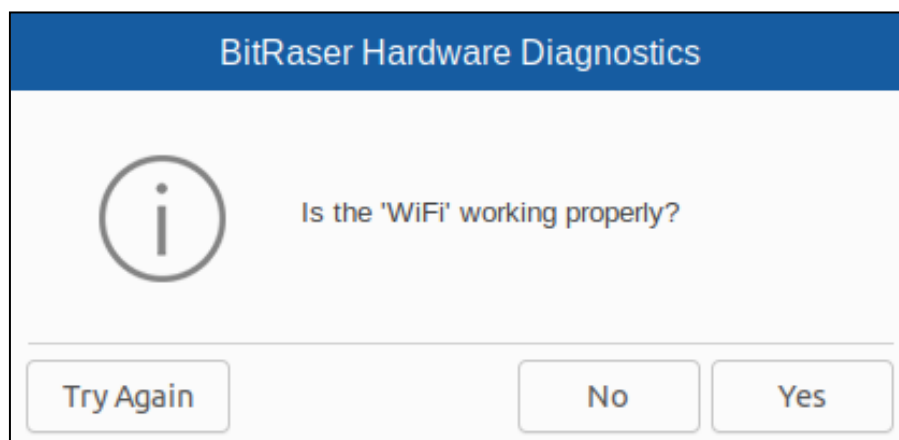 BitRaser Hardware Diagnostics
Is the 'WiFi' working properly?
Try Again
No
Yes